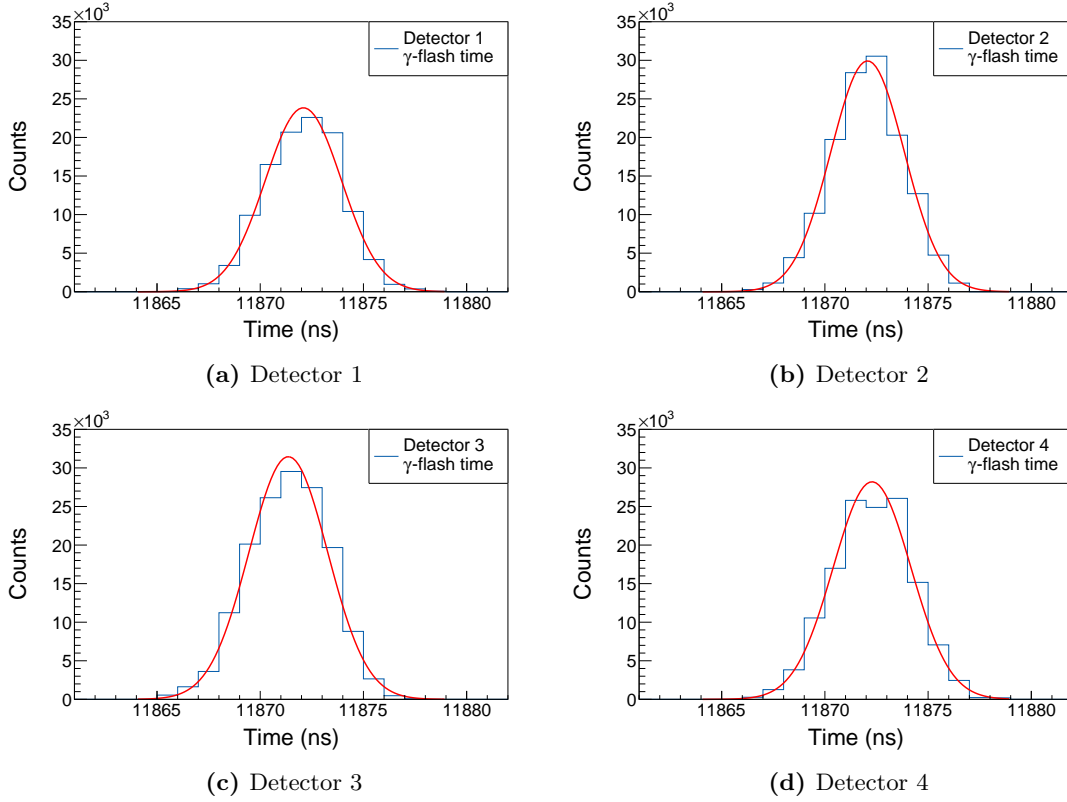 ×10³
35
30
25
20
15
10
5
0
Counts
Detector 1
γ-flash time
11865 11870 11875 11880
Time (ns)
(a) Detector 1
×10³
35
30
25
20
15
10
5
0
Counts
Detector 2
γ-flash time
11865 11870 11875 11880
Time (ns)
(b) Detector 2
×10³
35
30
25
20
15
10
5
0
Counts
Detector 3
γ-flash time
11865 11870 11875 11880
Time (ns)
(c) Detector 3
×10³
35
30
25
20
15
10
5
0
Counts
Detector 4
γ-flash time
11865 11870 11875 11880
Time (ns)
(d) Detector 4